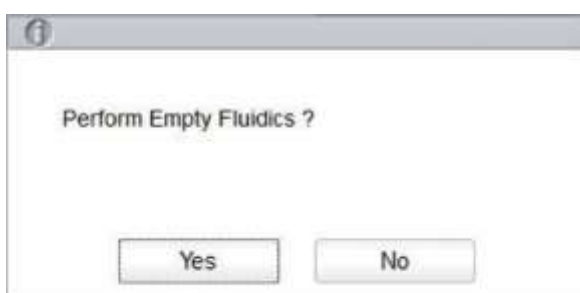 Perform Empty Fluidics ?
Yes
No